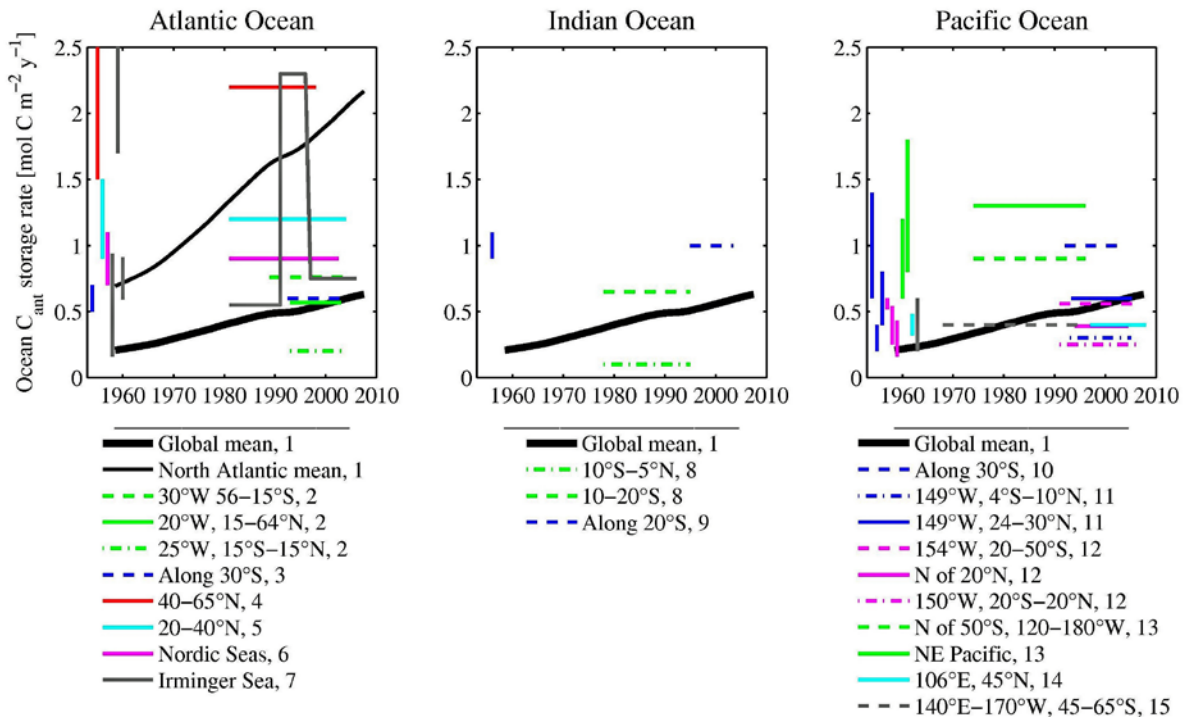 Atlantic Ocean
Indian Ocean
Pacific Ocean
Ocean C_ant storage rate [mol C m⁻² y⁻¹]
2.5
2
1.5
1
0.5
0
1960 1970 1980 1990 2000 2010
2.5
2
1.5
1
0.5
0
1960 1970 1980 1990 2000 2010
2.5
2
1.5
1
0.5
0
1960 1970 1980 1990 2000 2010
Global mean, 1
North Atlantic mean, 1
30°W 56−15°S, 2
20°W, 15−64°N, 2
25°W, 15°S−15°N, 2
Along 30°S, 3
40−65°N, 4
20−40°N, 5
Nordic Seas, 6
Irminger Sea, 7
Global mean, 1
10°S−5°N, 8
10−20°S, 8
Along 20°S, 9
Global mean, 1
Along 30°S, 10
149°W, 4°S−10°N, 11
149°W, 24−30°N, 11
154°W, 20−50°S, 12
N of 20°N, 12
150°W, 20°S−20°N, 12
N of 50°S, 120−180°W, 13
NE Pacific, 13
106°E, 45°N, 14
140°E−170°W, 45−65°S, 15